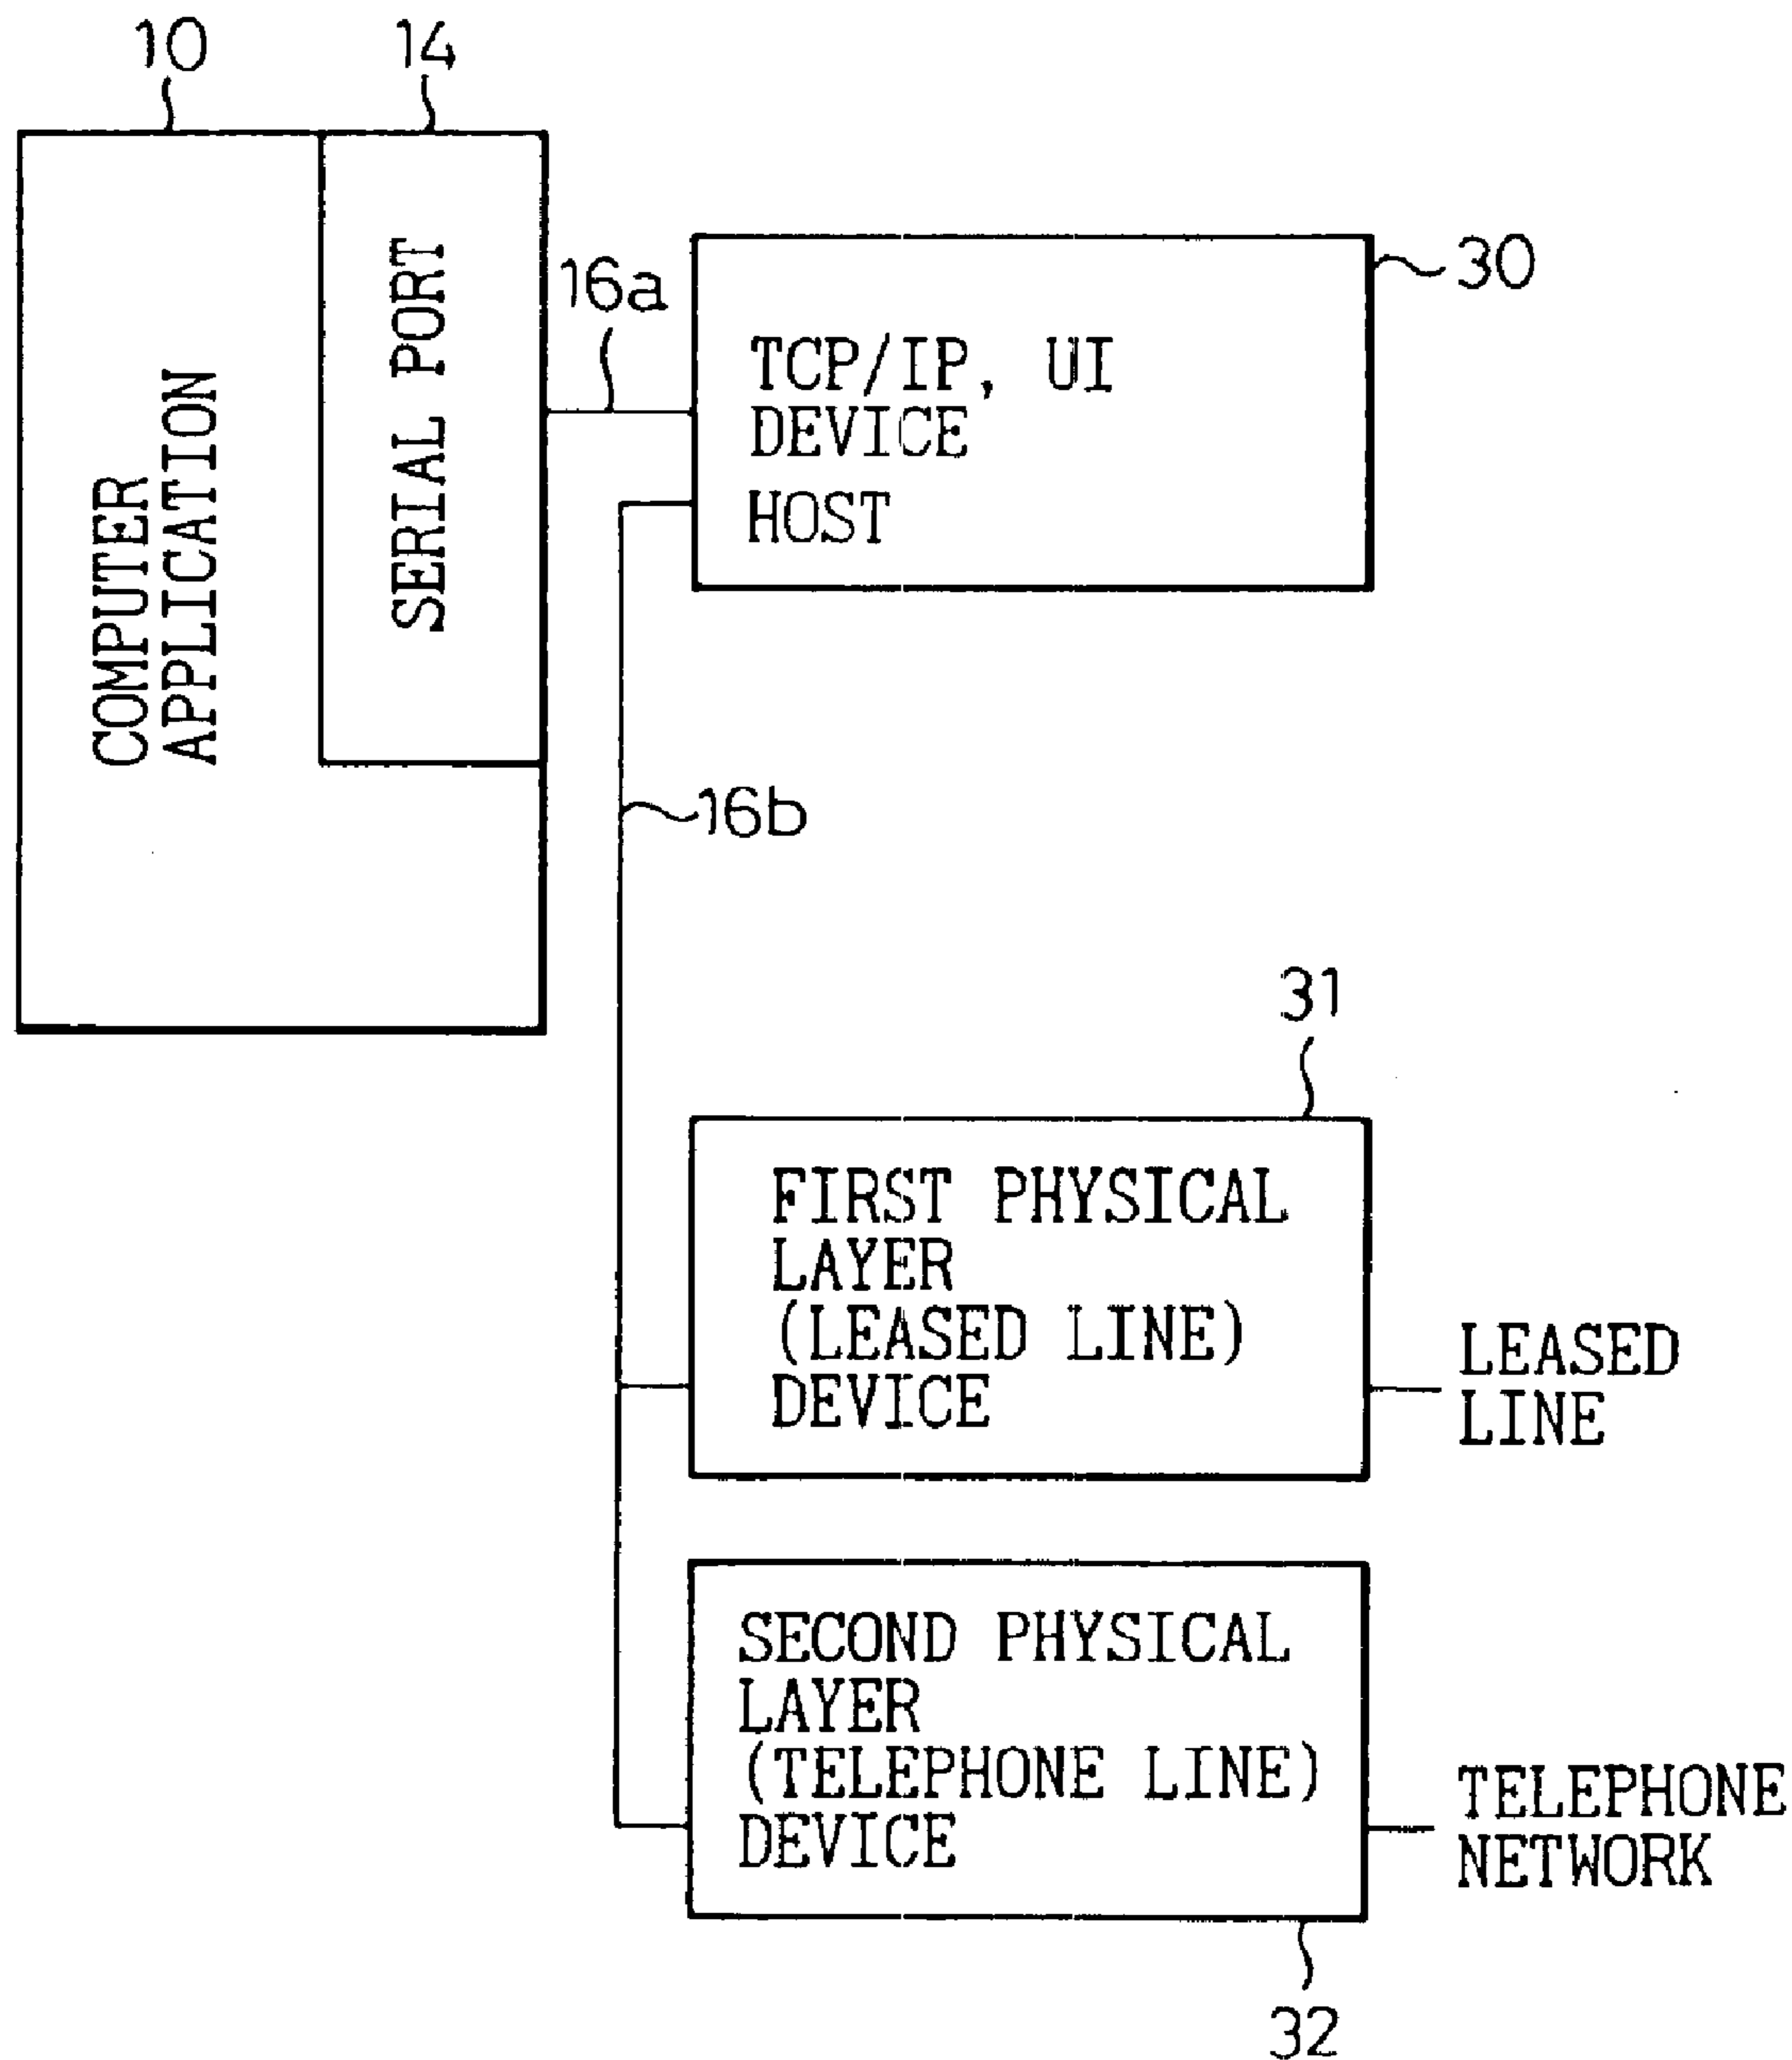 10
14
COMPUTER
APPLICATION
SERIAL PORT
16a
TCP/IP, UI
DEVICE
HOST
30
16b
31
FIRST PHYSICAL
LAYER
(LEASED LINE)
DEVICE
LEASED
LINE
SECOND PHYSICAL
LAYER
(TELEPHONE LINE)
DEVICE
TELEPHONE
NETWORK
32